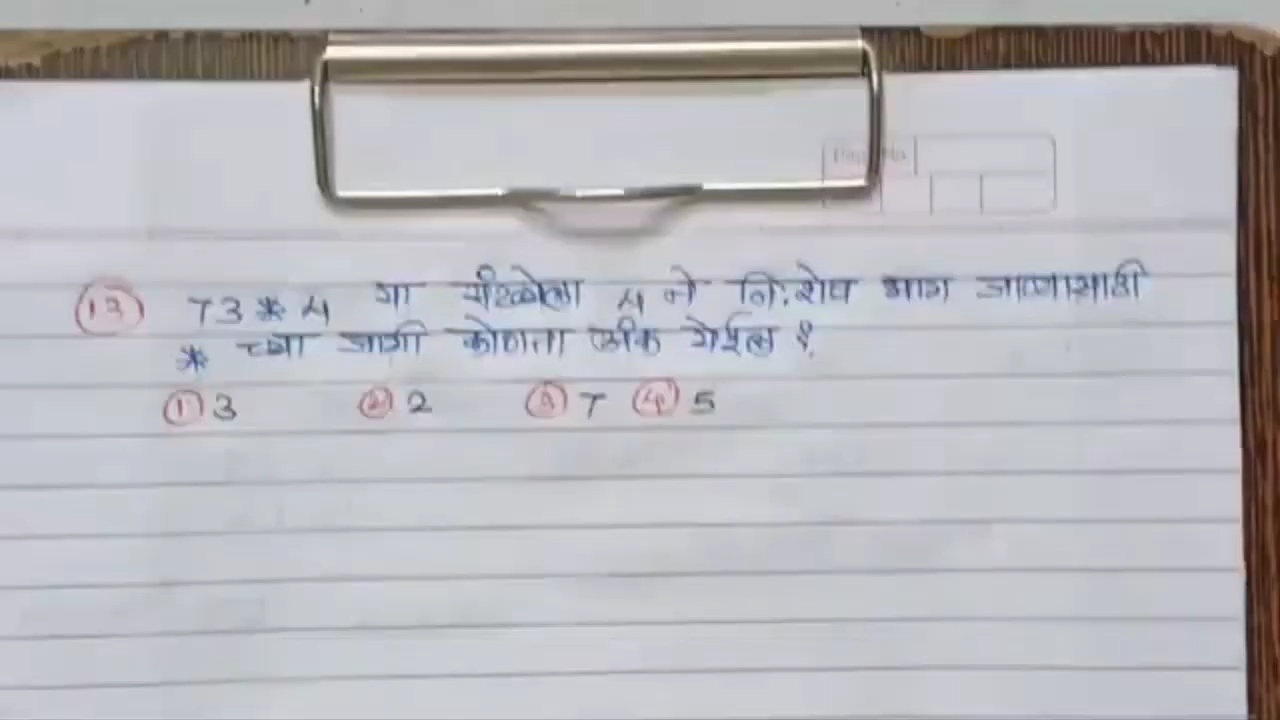 13 73*4 या संख्येला 4 ने नि:शेष भाग जाण्यासाठी
* च्या जागी कोणता अंक येईल ?
1 3 2 2 3 7 4 5